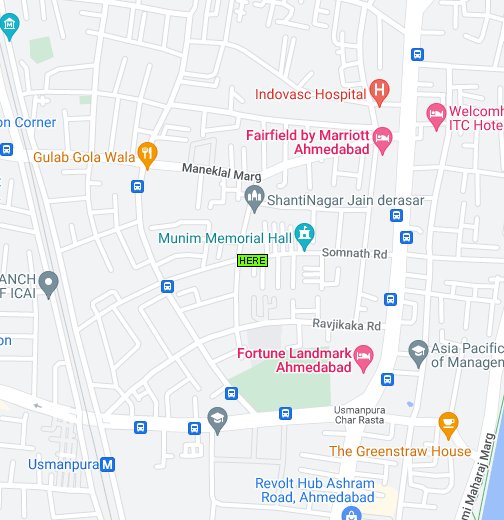 Indovasc Hospital
H
Welcomh
ITC Hote
on Corner
Fairfield by Marriott
Ahmedabad
Gulab Gola Wala
Maneklal Marg
ShantiNagar Jain derasar
Munim Memorial Hall
Somnath Rd
HERE
ANCH
OF ICAI
Ravjikaka Rd
on
Fortune Landmark
Ahmedabad
Asia Pacific
of Managem
Usmanpura
Char Rasta
The Greenstraw House
Usmanpura M
mi Maharaj Marg
Revolt Hub Ashram
Road, Ahmedabad